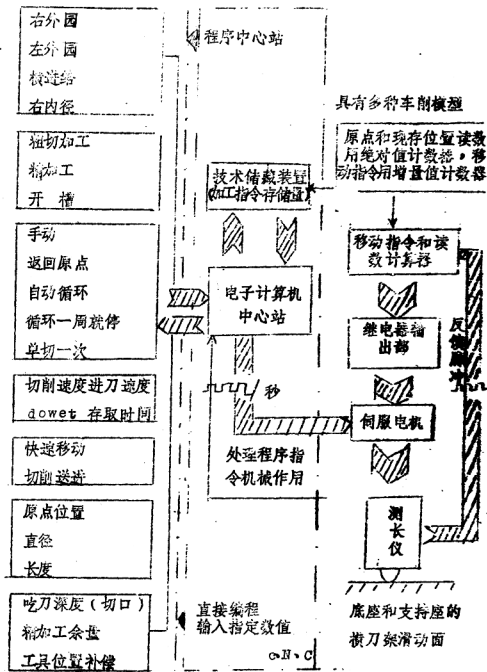 右外园
左外园
横进给
右内径
粗切加工
精加工
开 槽
手动
返回原点
自动循环
循环一周就停
单切一次
切削速度进刀速度
dowet 存取时间
快速移动
切削送进
原点位置
直径
长度
吃刀深度(切口)
精加工余量
工具位置补偿
程序中心站
技术储藏装置
(加工指令存储量)
电子计算机
中心站
秒
处理程序指
令机械作用
直接编程
输入指定数值
C·N·C
具有多种车削模型
原点和现存位置读数
用绝对值计数器,移
动指令用增量值计数器
移动指令和读
数计算器
继电器输
出部
反馈脉冲
伺服电机
测长仪
底座和支持座的
横刀架滑动面